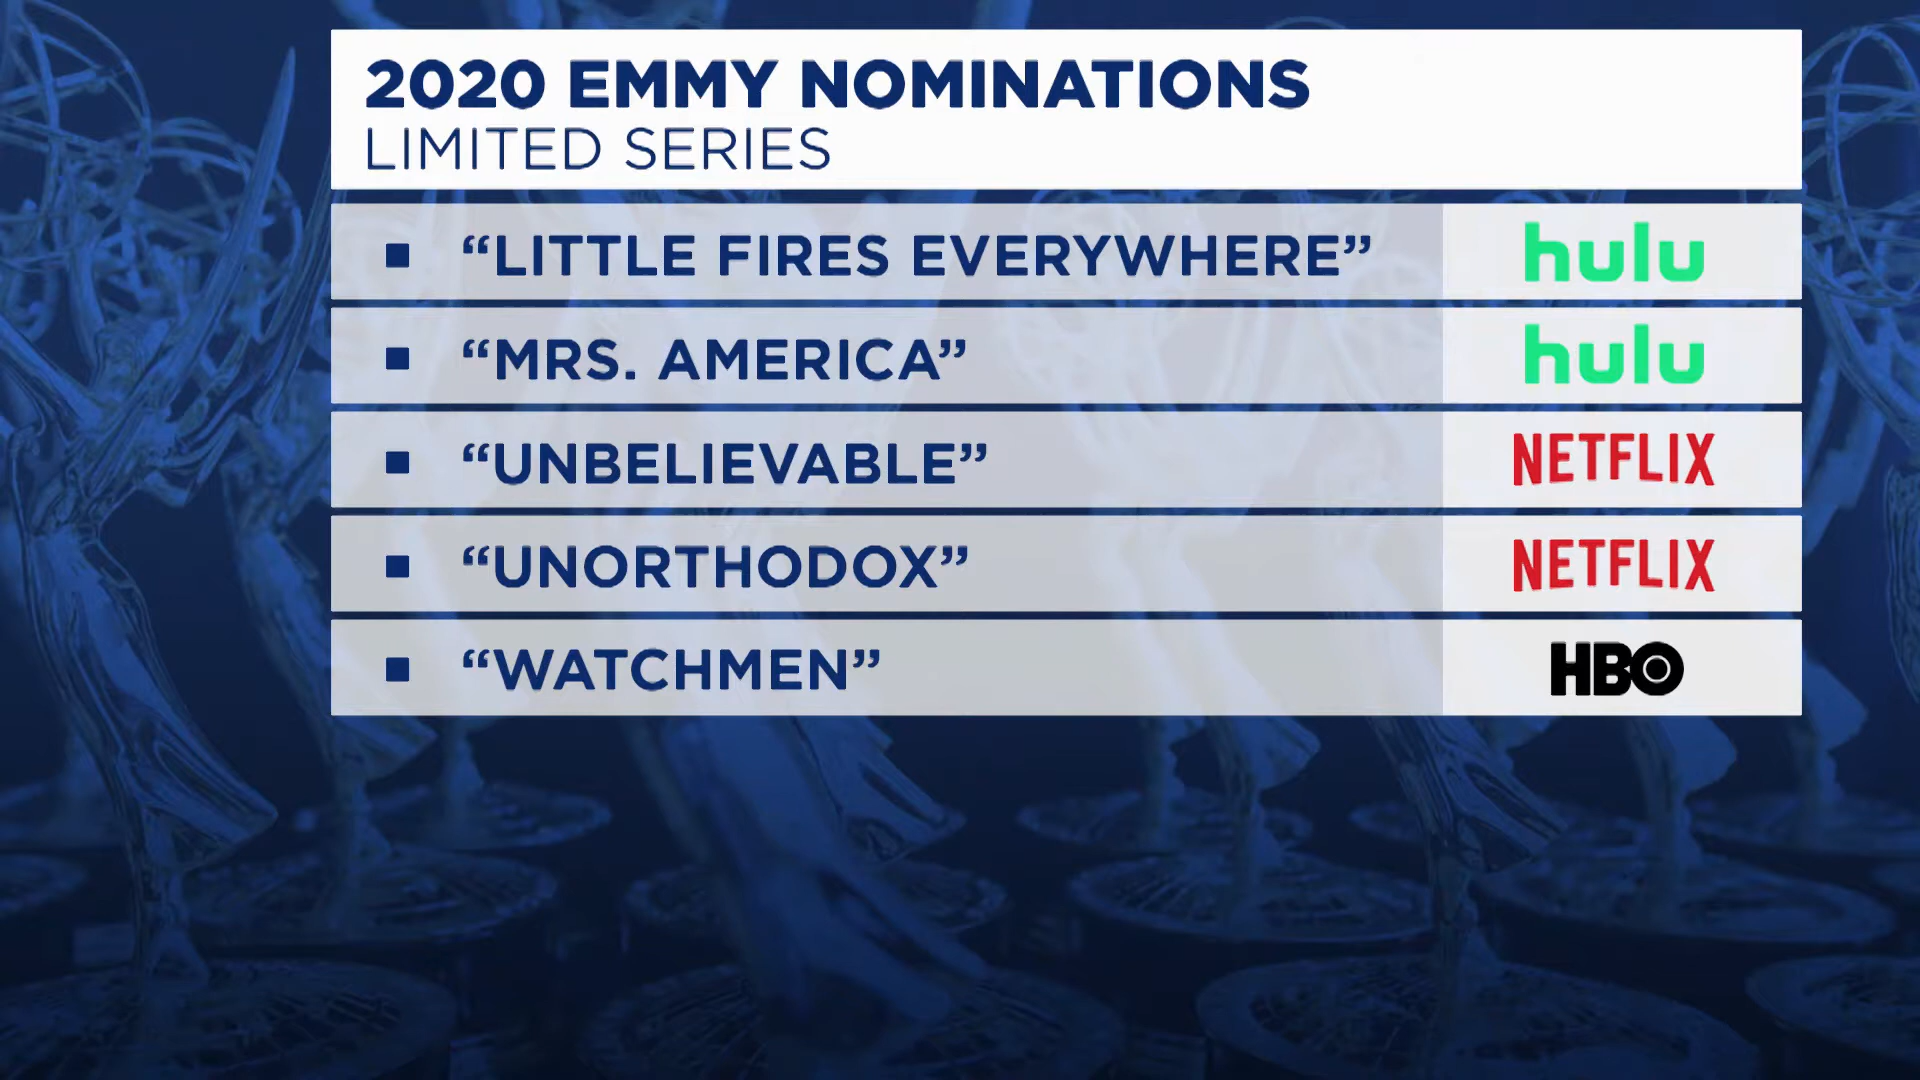 2020 EMMY NOMINATIONS
LIMITED SERIES
▪ “LITTLE FIRES EVERYWHERE” hulu
▪ “MRS. AMERICA” hulu
▪ “UNBELIEVABLE” NETFLIX
▪ “UNORTHODOX” NETFLIX
▪ “WATCHMEN” HBO